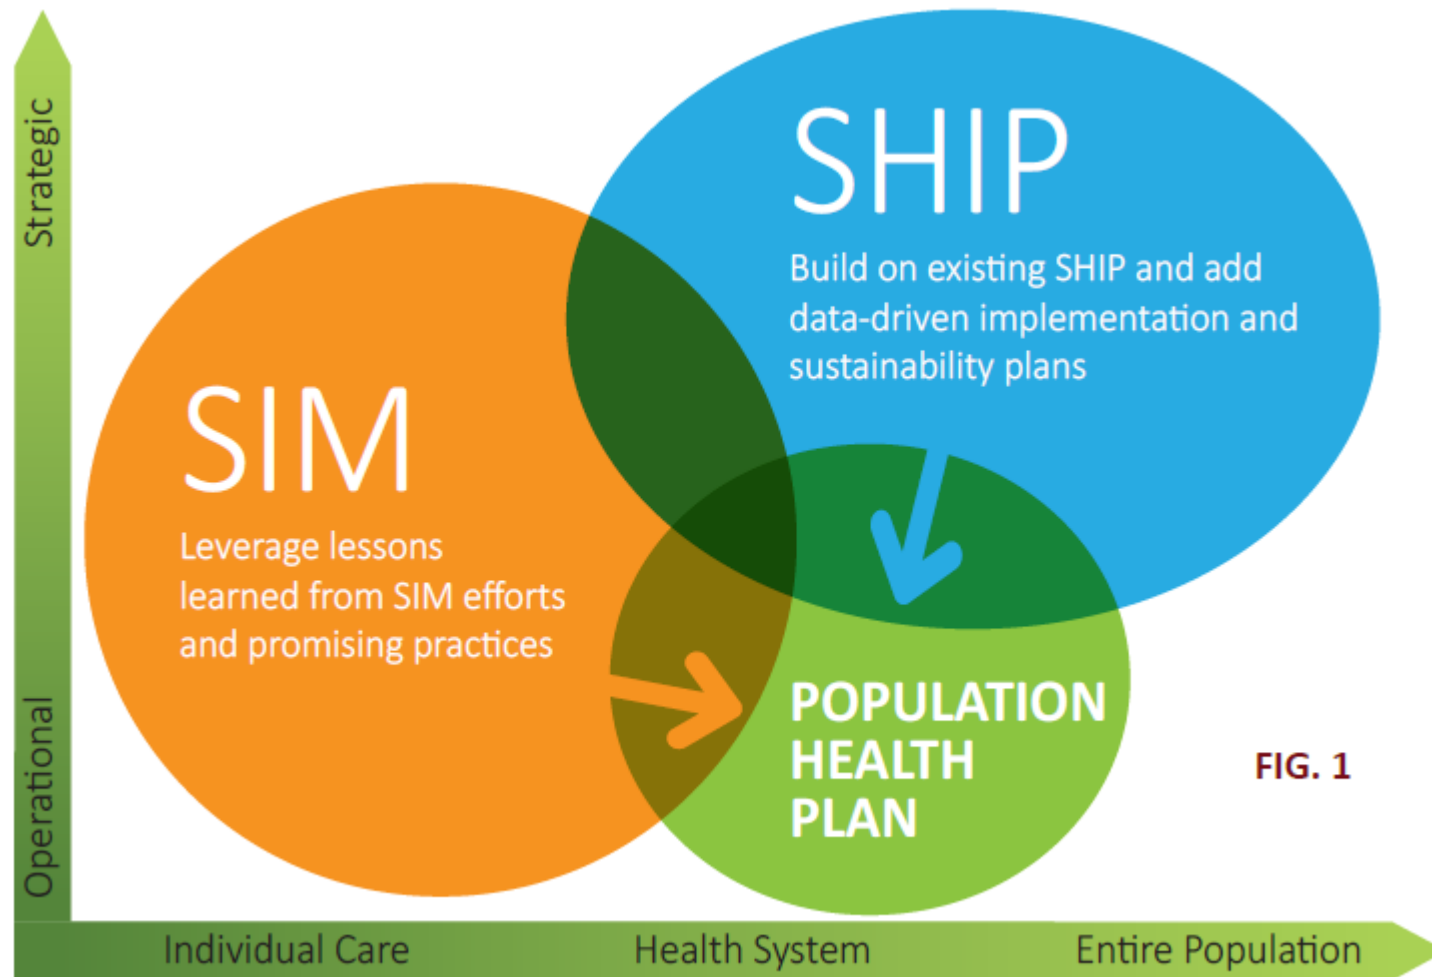 Strategic
SHIP
Build on existing SHIP and add
data-driven implementation and
sustainability plans
SIM
Leverage lessons
learned from SIM efforts
and promising practices
POPULATION
HEALTH
PLAN
FIG. 1
Operational
Individual Care
Health System
Entire Population